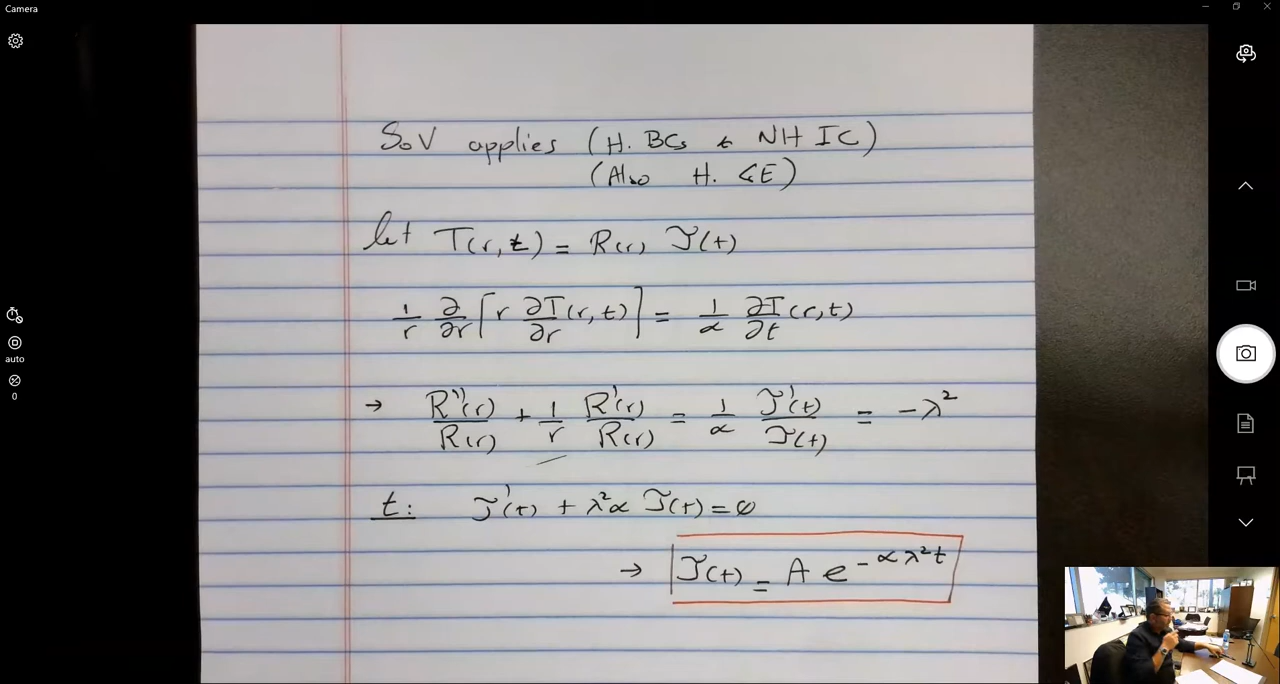 Camera
SoV applies (H. BCs & NH IC)
(Also H. GE)
let T(r,t) = R(r) 𝒯(t)
1/r ∂/∂r [r ∂T/∂r (r,t)] = 1/α ∂T/∂t (r,t)
→ R''(r)/R(r) + 1/r R'(r)/R(r) = 1/α 𝒯'(t)/𝒯(t) = -λ²
t: 𝒯'(t) + λ²α 𝒯(t) = 0
→ 𝒯(t) = A e^(-αλ²t)
auto
0